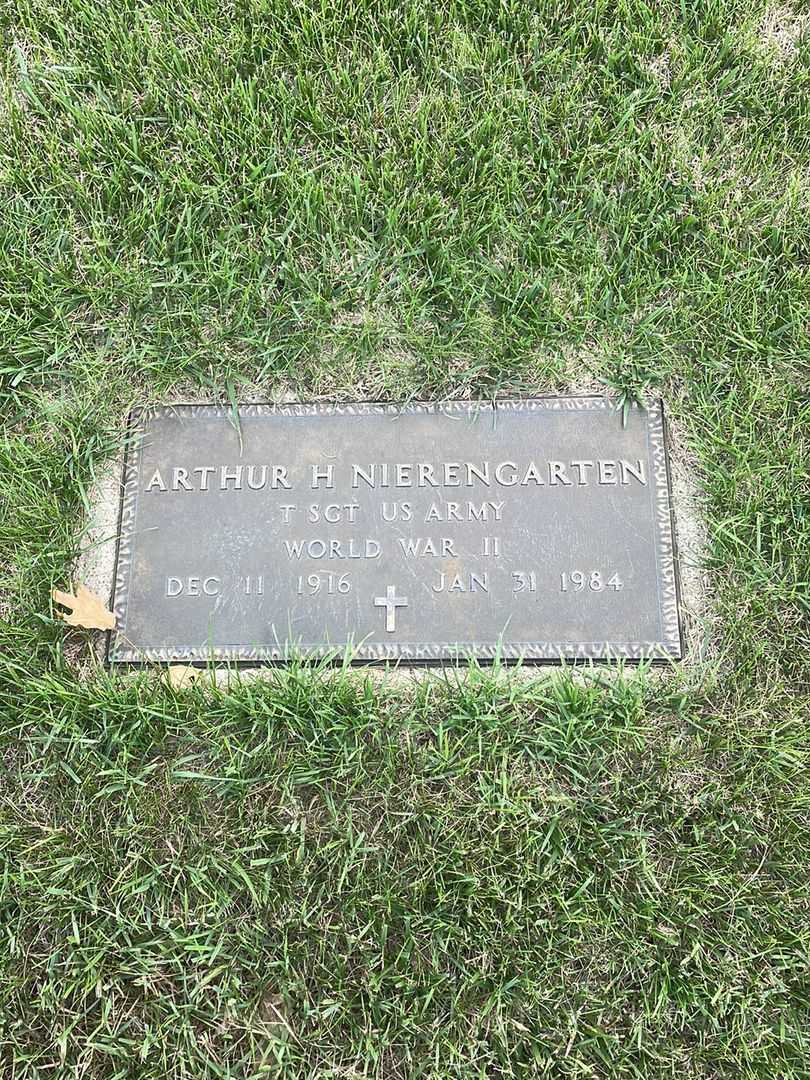 ARTHUR H NIERENGARTEN
T SGT US ARMY
WORLD WAR II
DEC 11 1916 JAN 31 1984